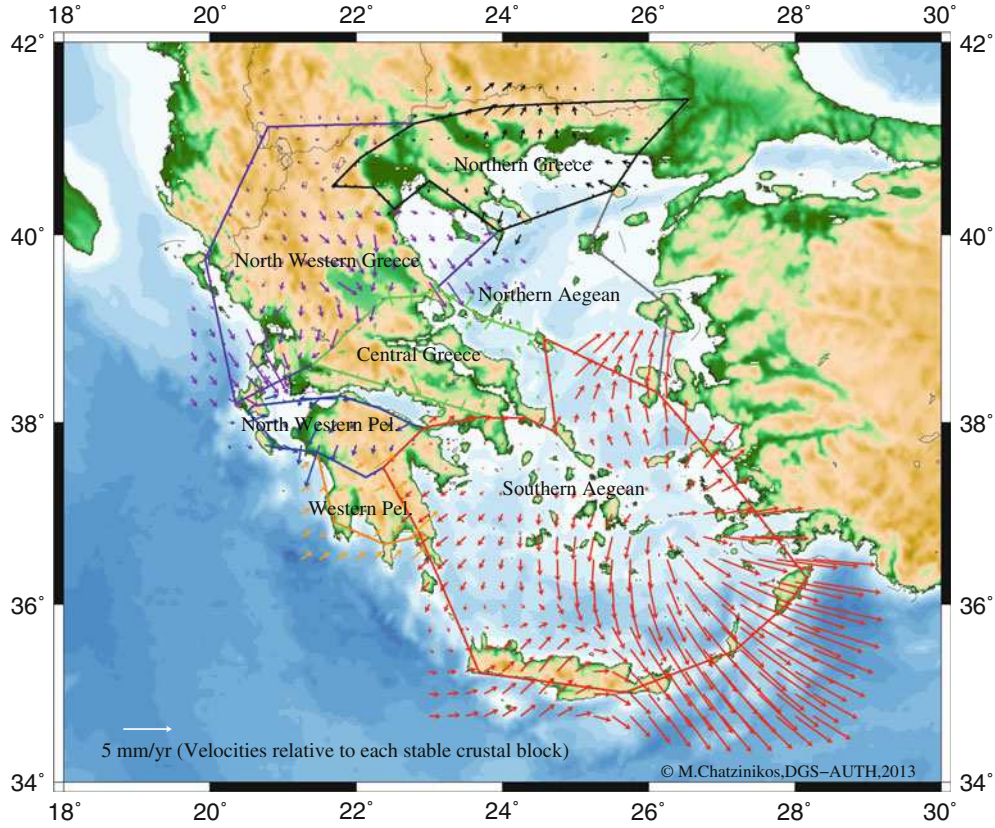 18° 20° 22° 24° 26° 28° 30°
42° 42°
Northern Greece
40° 40°
North Western Greece
Northern Aegean
Central Greece
38° 38°
North Western Pel.
Southern Aegean
Western Pel.
36° 36°
5 mm/yr (Velocities relative to each stable crustal block)
© M.Chatzinikos,DGS−AUTH,2013
34° 34°
18° 20° 22° 24° 26° 28° 30°